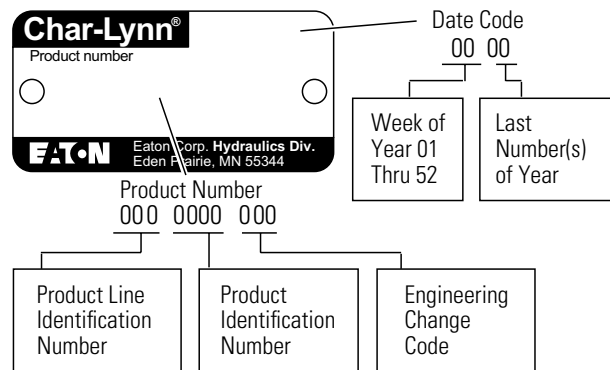 Char-Lynn®
Product number
EATON Eaton Corp. Hydraulics Div.
Eden Prairie, MN 55344
Date Code
00 00
Week of
Year 01
Thru 52
Last
Number(s)
of Year
Product Number
000 0000 000
Product Line
Identification
Number
Product
Identification
Number
Engineering
Change
Code